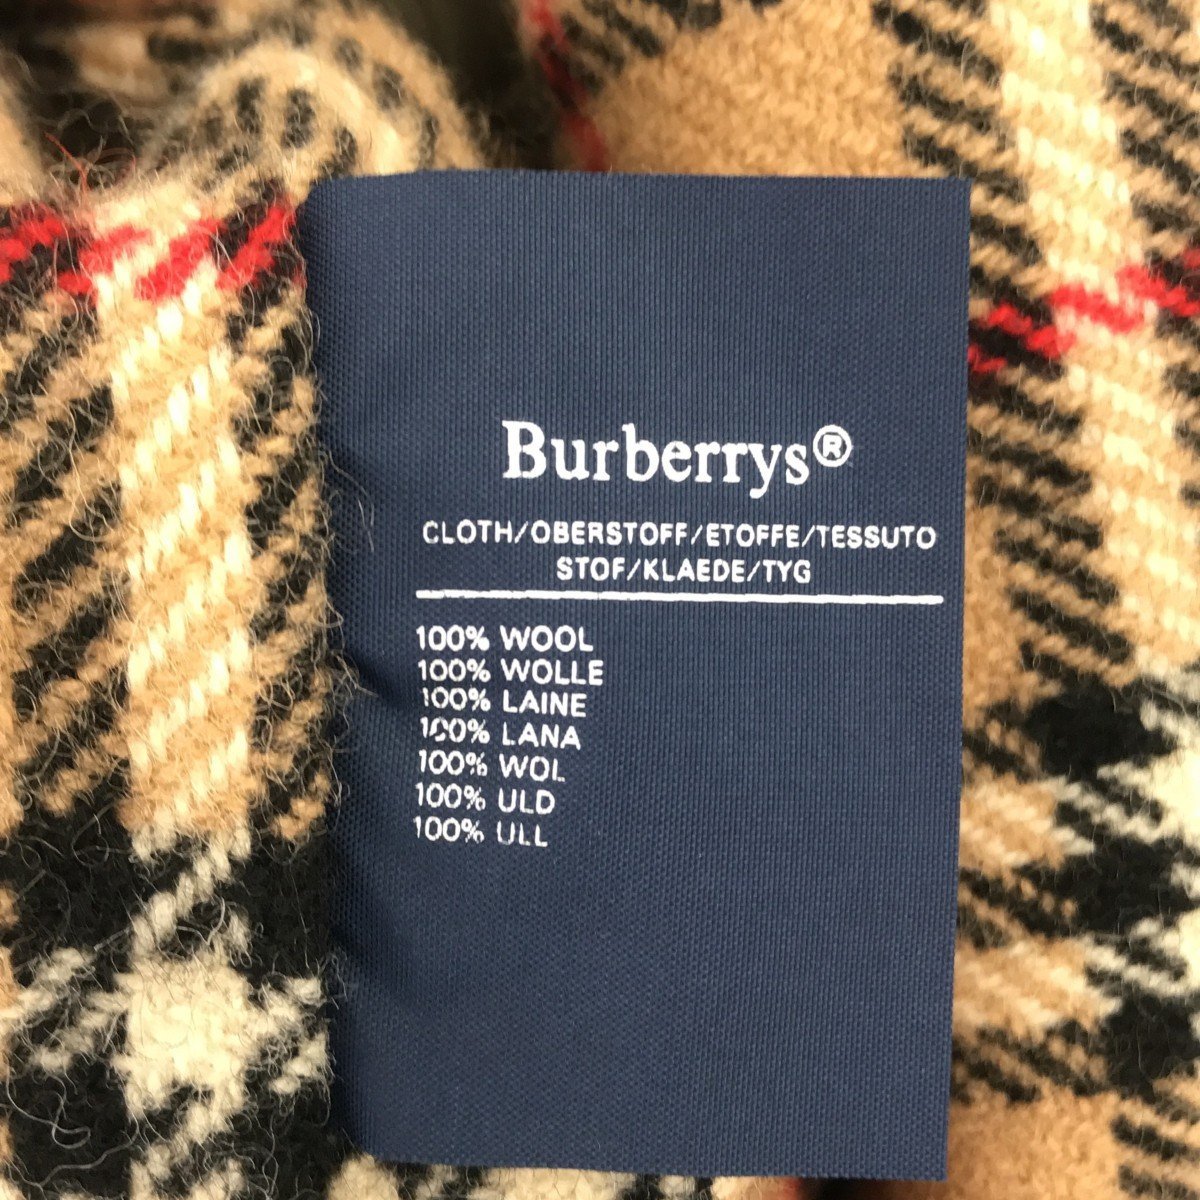 Burberrys®
CLOTH/OBERSTOFF/ETOFFE/TESSUTO
STOF/KLAEDE/TYG
100% WOOL
100% WOLLE
100% LAINE
100% LANA
100% WOL
100% ULD
100% ULL